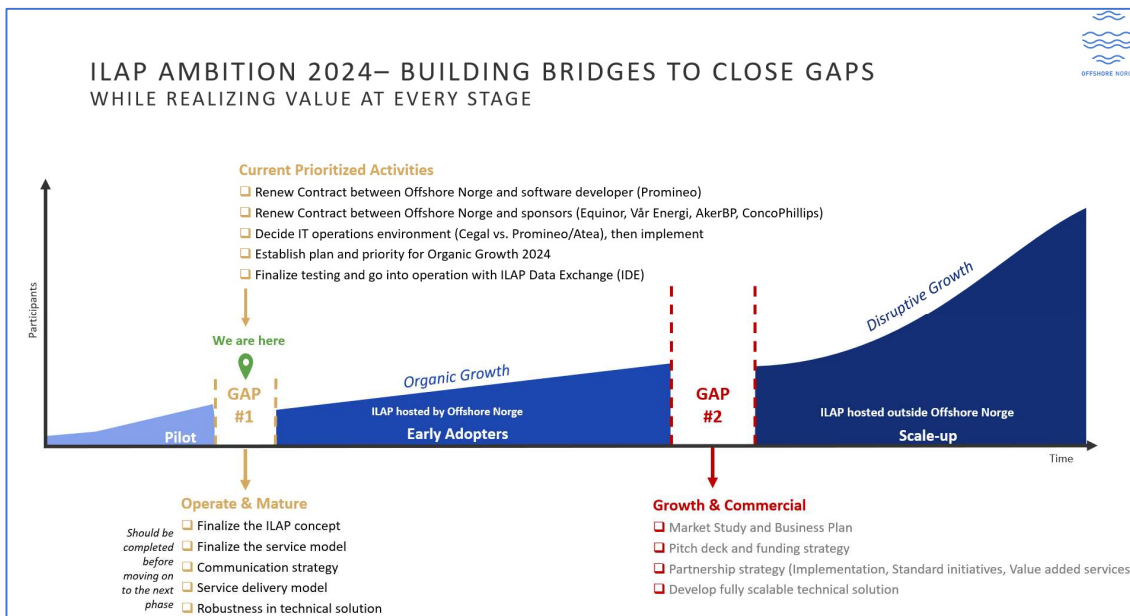 ILAP AMBITION 2024– BUILDING BRIDGES TO CLOSE GAPS
WHILE REALIZING VALUE AT EVERY STAGE
OFFSHORE NORG
Current Prioritized Activities
Renew Contract between Offshore Norge and software developer (Promineo)
Renew Contract between Offshore Norge and sponsors (Equinor, Vår Energi, AkerBP, ConcoPhillips)
Decide IT operations environment (Cegal vs. Promineo/Atea), then implement
Establish plan and priority for Organic Growth 2024
Finalize testing and go into operation with ILAP Data Exchange (IDE)
Participants
We are here
GAP
#1
Pilot
Organic Growth
ILAP hosted by Offshore Norge
Early Adopters
GAP
#2
Disruptive Growth
ILAP hosted outside Offshore Norge
Scale-up
Time
Operate & Mature
Should be
completed
before
moving on
to the next
phase
Finalize the ILAP concept
Finalize the service model
Communication strategy
Service delivery model
Robustness in technical solution
Growth & Commercial
Market Study and Business Plan
Pitch deck and funding strategy
Partnership strategy (Implementation, Standard initiatives, Value added services
Develop fully scalable technical solution